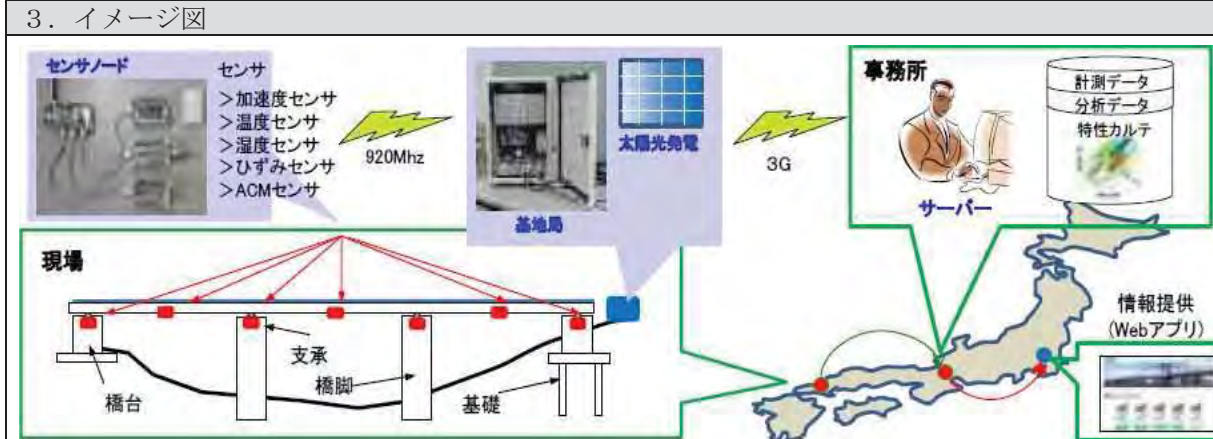 3．イメージ図
センサノード
センサ
＞加速度センサ
＞温度センサ
＞湿度センサ
＞ひずみセンサ
＞ACMセンサ
920Mhz
基地局
太陽光発電
3G
事務所
サーバー
計測データ
分析データ
特性カルテ
現場
支承
橋脚
橋台
基礎
情報提供
(Webアプリ)